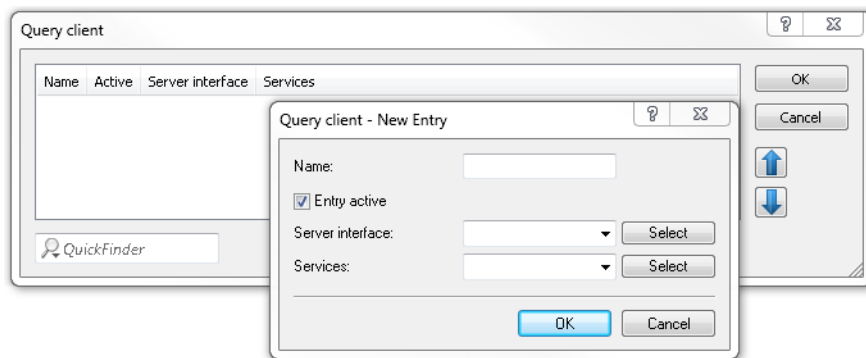 Query client
Name Active Server interface Services
OK
Cancel
QuickFinder
Query client - New Entry
Name:
Entry active
Server interface: Select
Services: Select
OK Cancel